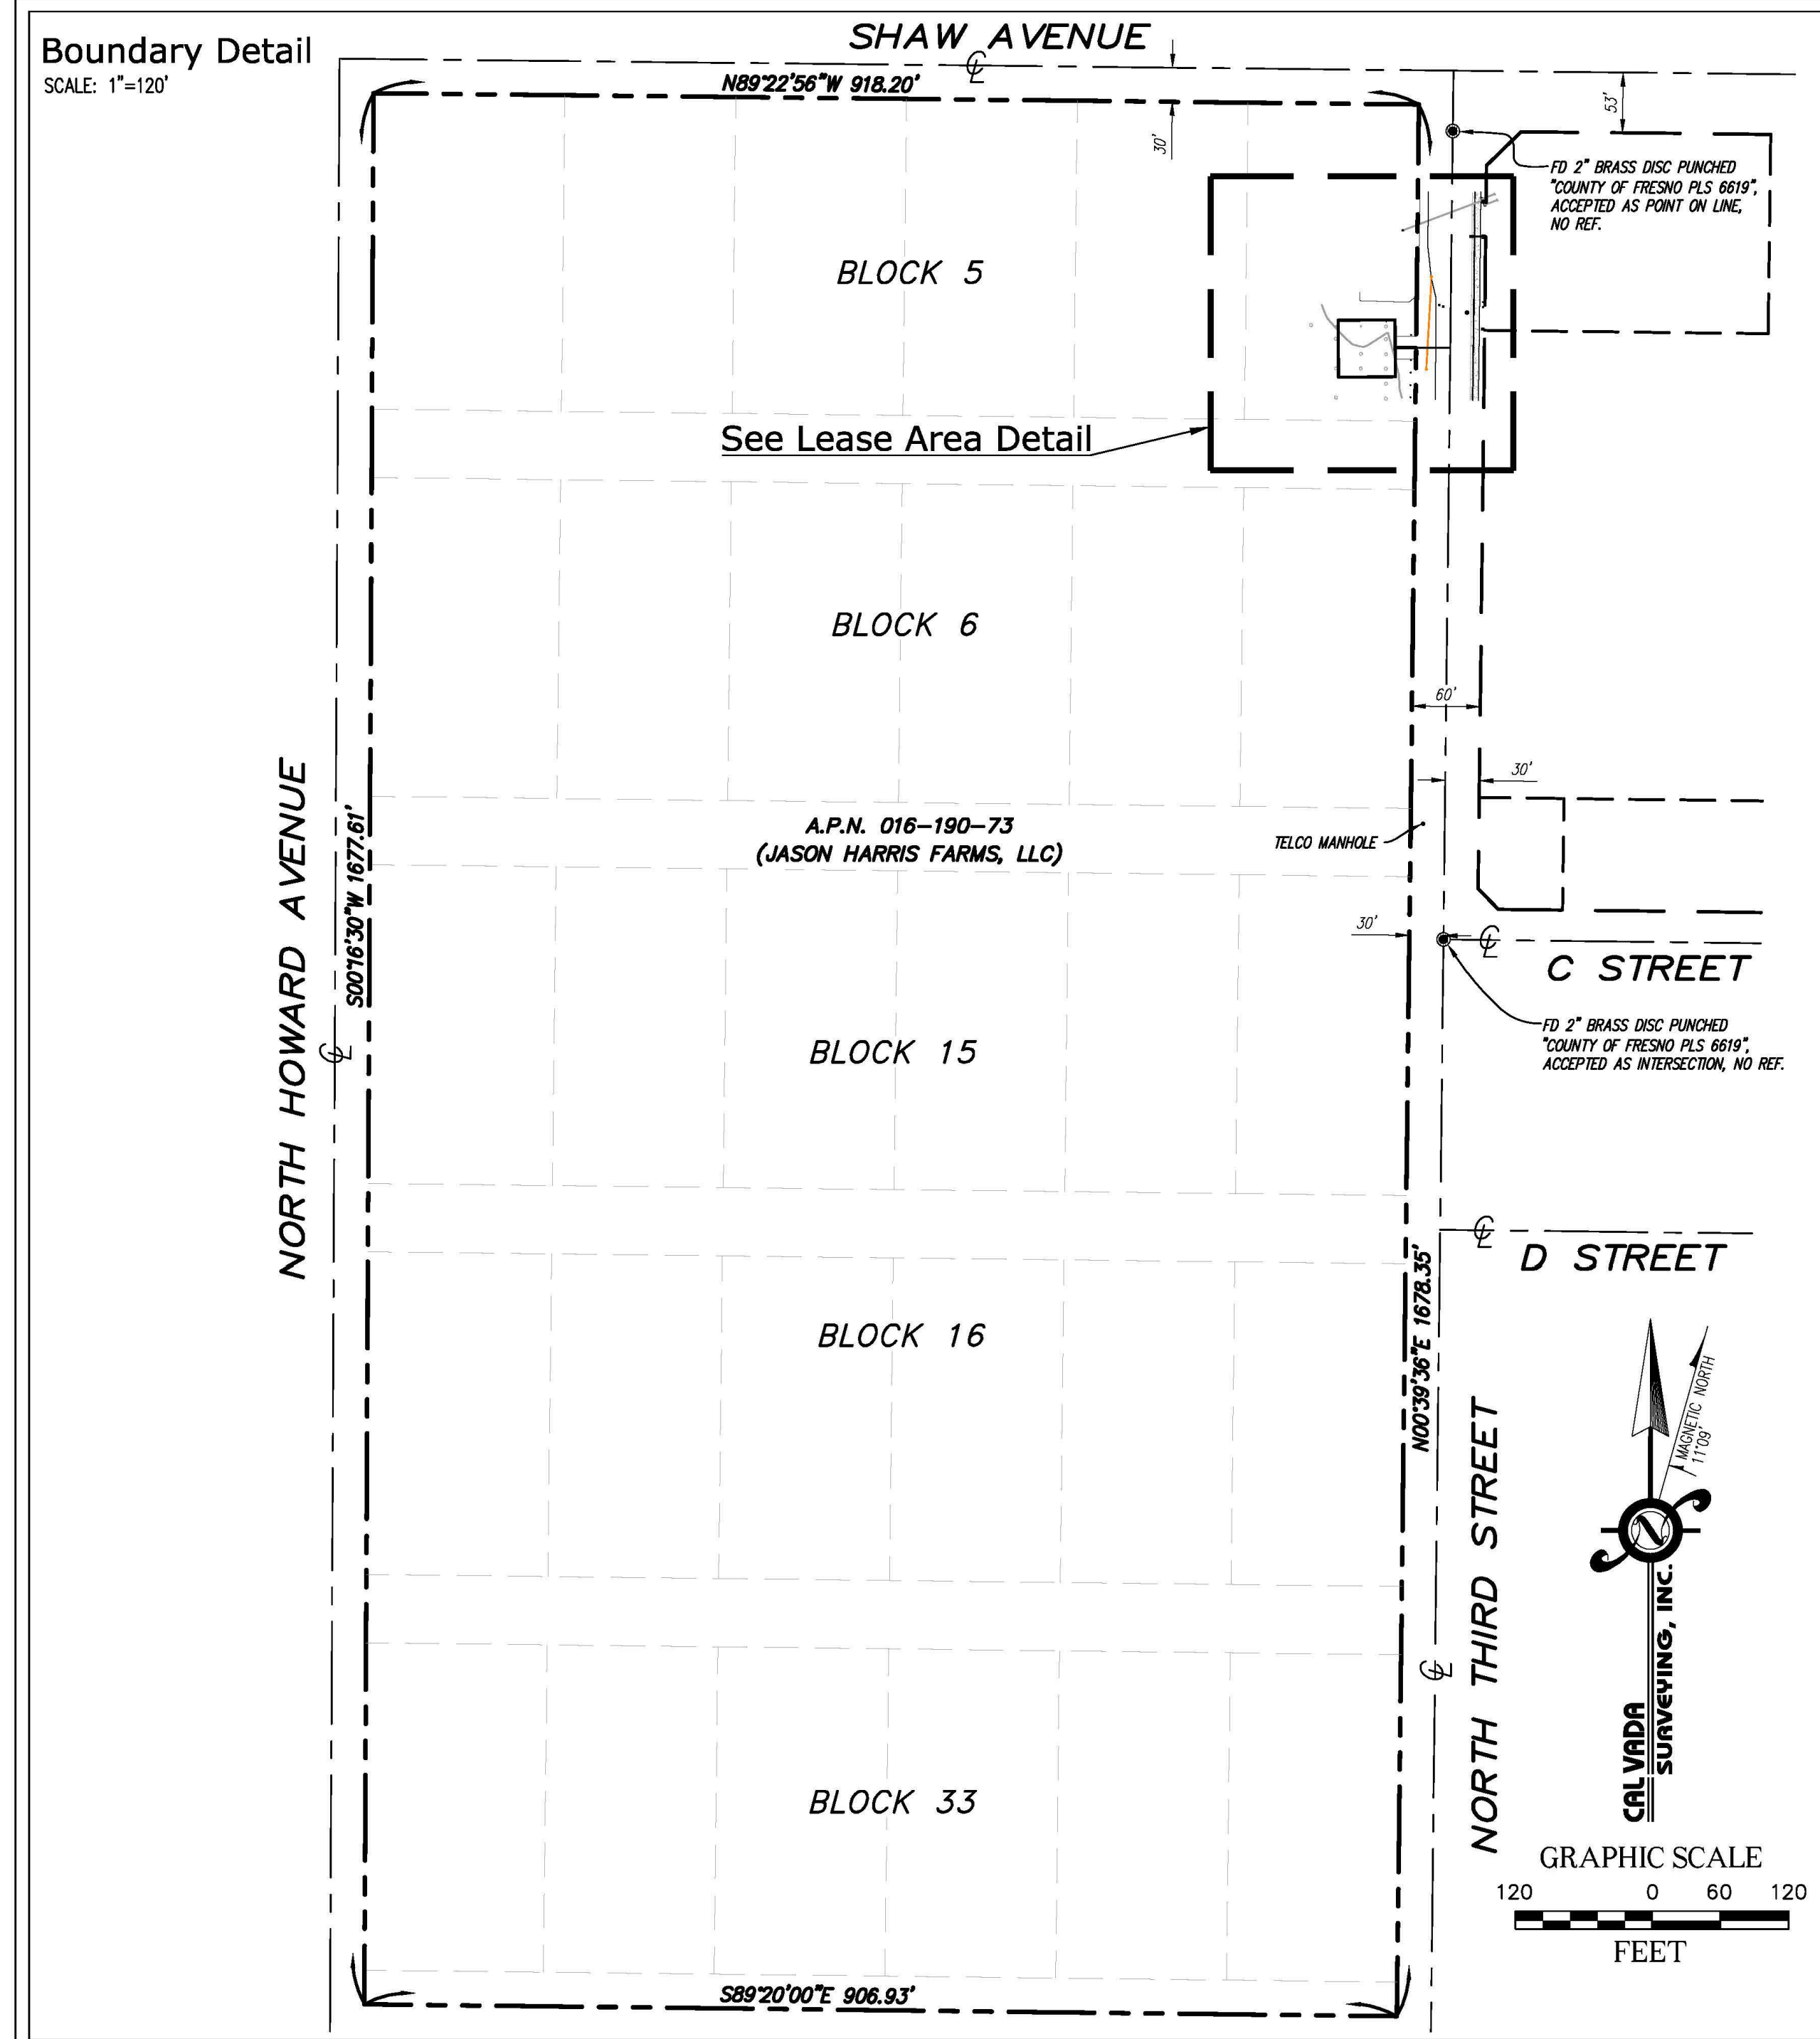 Boundary Detail
SCALE: 1"=120'
SHAW AVENUE
℄
N89°22'56"W 918.20'
30'
53'
FD 2" BRASS DISC PUNCHED
"COUNTY OF FRESNO PLS 6619",
ACCEPTED AS POINT ON LINE,
NO REF.
BLOCK 5
See Lease Area Detail
BLOCK 6
60'
30'
A.P.N. 016-190-73
(JASON HARRIS FARMS, LLC)
TELCO MANHOLE
NORTH HOWARD AVENUE
℄
S00°16'30"W 1677.61'
30'
℄
C STREET
FD 2" BRASS DISC PUNCHED
"COUNTY OF FRESNO PLS 6619",
ACCEPTED AS INTERSECTION, NO REF.
BLOCK 15
℄
D STREET
N00°39'36"E 1678.35'
BLOCK 16
MAGNETIC NORTH
11°09'
NORTH THIRD STREET
℄
CAL VADA
SURVEYING, INC.
BLOCK 33
GRAPHIC SCALE
120 0 60 120
FEET
S89°20'00"E 906.93'